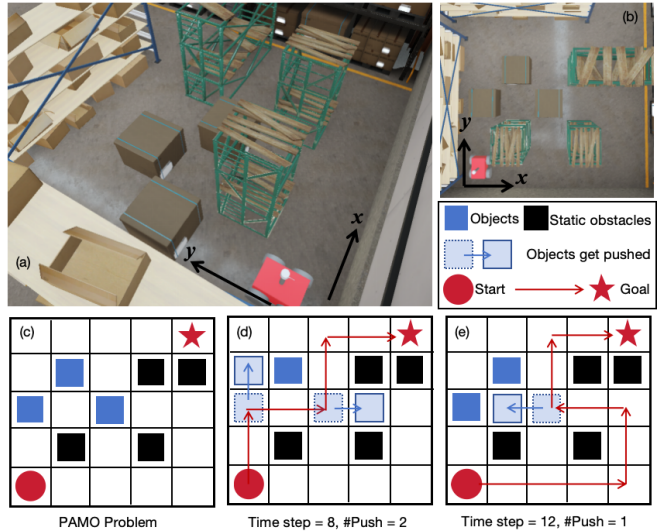 (a)
y
x
(b)
y
x
Objects
Static obstacles
Objects get pushed
Start
Goal
(c)
(d)
(e)
PAMO Problem
Time step = 8, #Push = 2
Time step = 12, #Push = 1